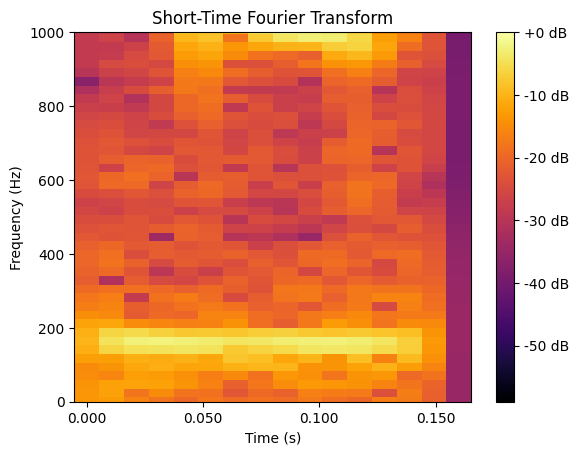 Short-Time Fourier Transform
1000
800
600
400
200
0
Frequency (Hz)
0.000
0.050
0.100
0.150
Time (s)
+0 dB
-10 dB
-20 dB
-30 dB
-40 dB
-50 dB